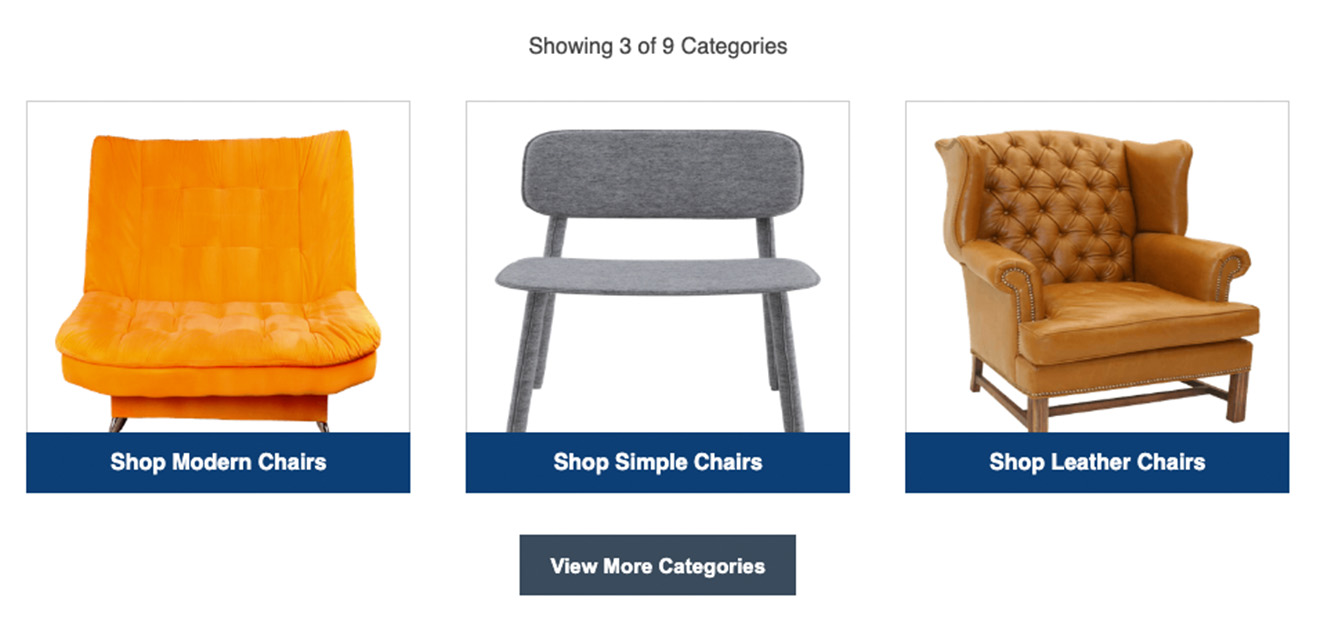 Showing 3 of 9 Categories
Shop Modern Chairs
Shop Simple Chairs
Shop Leather Chairs
View More Categories